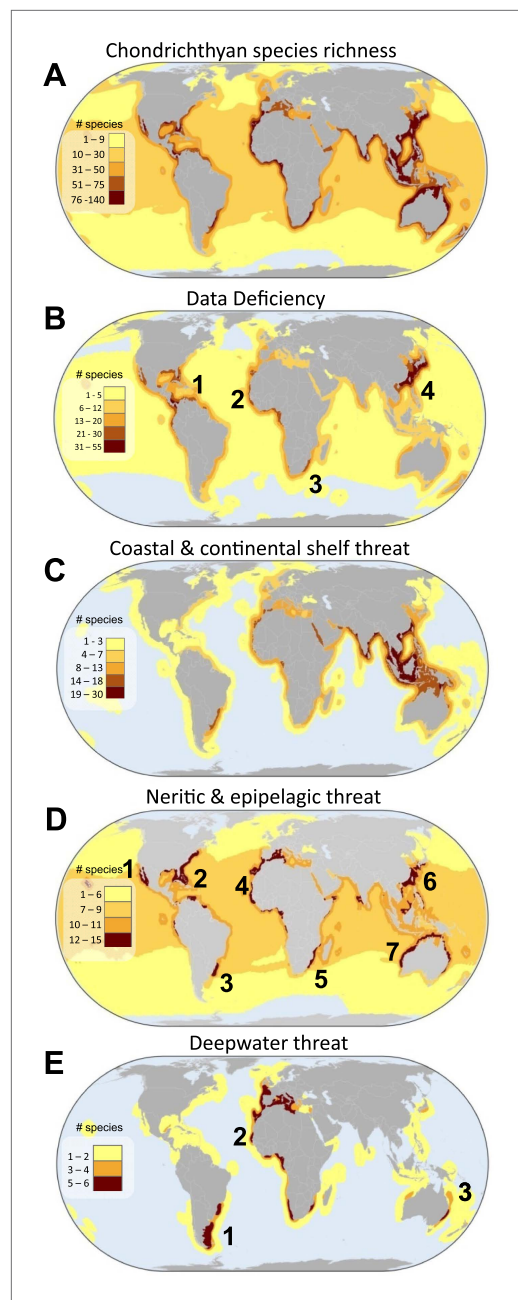 Chondrichthyan species richness
A
# species
1 – 9
10 – 30
31 – 50
51 – 75
76 -140
Data Deficiency
B
# species
1 - 5
6 – 12
13 – 20
21 - 30
31 – 55
1
2
3
4
Coastal & continental shelf threat
C
# species
1 - 3
4 – 7
8 – 13
14 – 18
19 – 30
Neritic & epipelagic threat
D
# species
1 – 6
7 – 9
10 – 11
12 – 15
1
2
3
4
5
6
7
Deepwater threat
E
# species
1 – 2
3 – 4
5 – 6
1
2
3